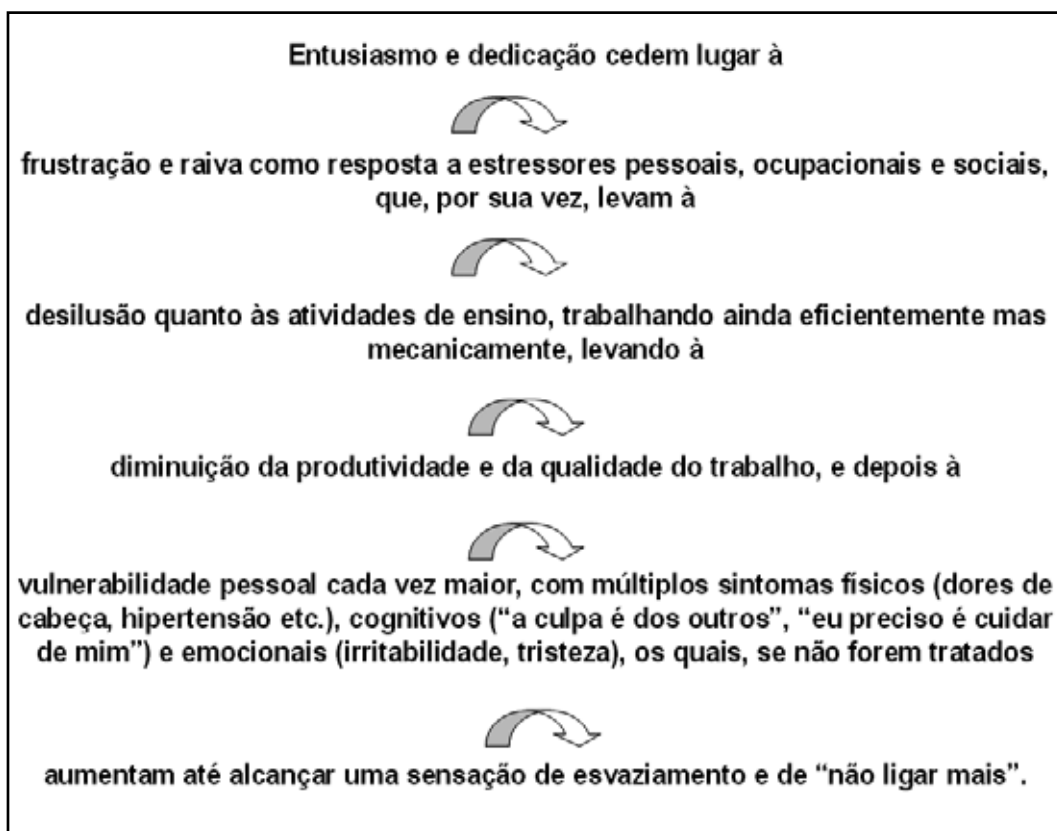 Entusiasmo e dedicação cedem lugar à
frustração e raiva como resposta a estressores pessoais, ocupacionais e sociais,
que, por sua vez, levam à
desilusão quanto às atividades de ensino, trabalhando ainda eficientemente mas
mecanicamente, levando à
diminuição da produtividade e da qualidade do trabalho, e depois à
vulnerabilidade pessoal cada vez maior, com múltiplos sintomas físicos (dores de
cabeça, hipertensão etc.), cognitivos (“a culpa é dos outros”, “eu preciso é cuidar
de mim”) e emocionais (irritabilidade, tristeza), os quais, se não forem tratados
aumentam até alcançar uma sensação de esvaziamento e de “não ligar mais”.